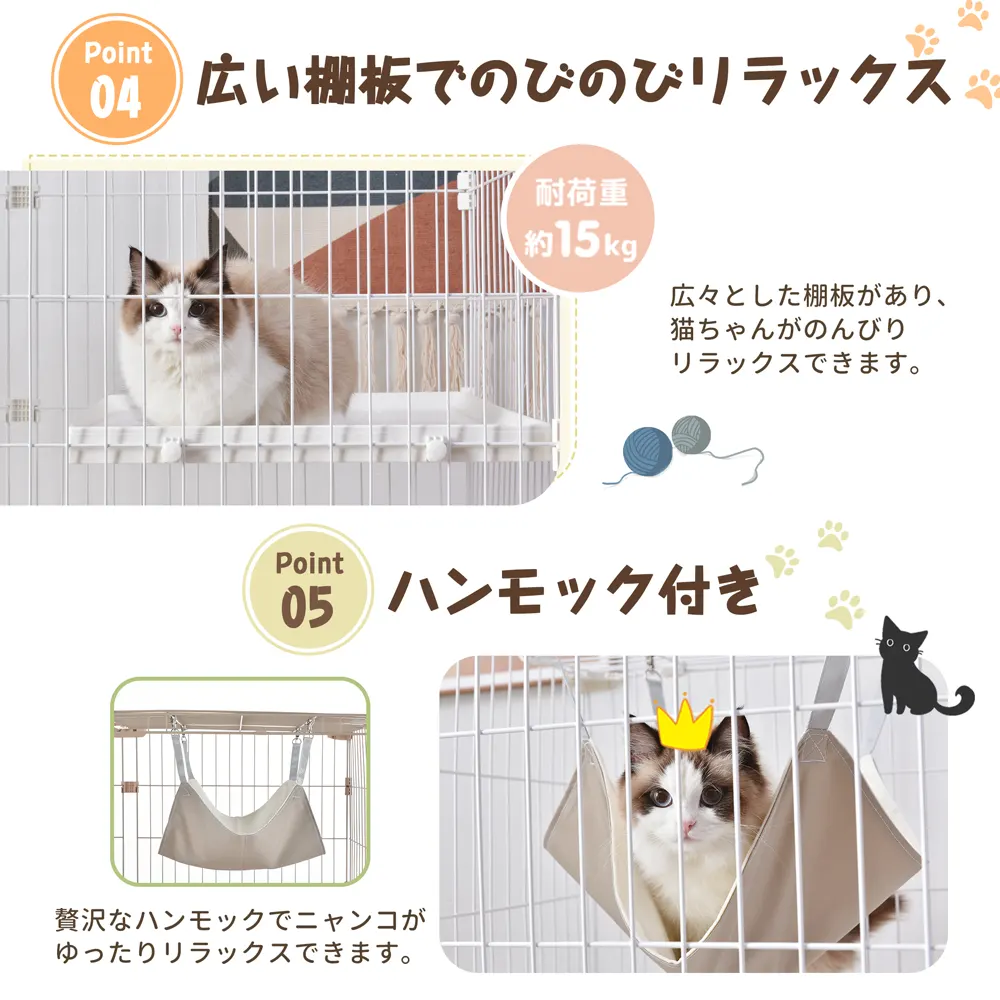 Point
04
広い棚板でのびのびリラックス
耐荷重
約15kg
広々とした棚板があり、
猫ちゃんがのんびり
リラックスできます。
Point
05
ハンモック付き
贅沢なハンモックでニャンコが
ゆったりリラックスできます。